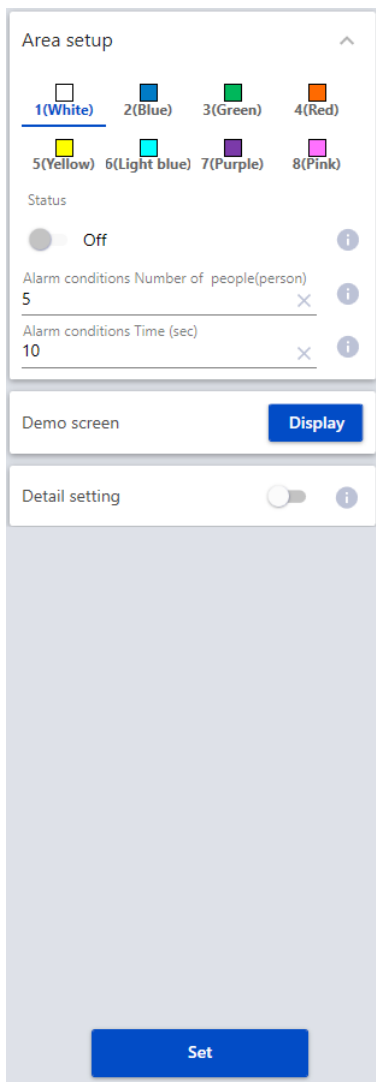 Area setup
1(White) 2(Blue) 3(Green) 4(Red)
5(Yellow) 6(Light blue) 7(Purple) 8(Pink)
Status
Off
Alarm conditions Number of people(person)
5
Alarm conditions Time (sec)
10
Demo screen Display
Detail setting
Set